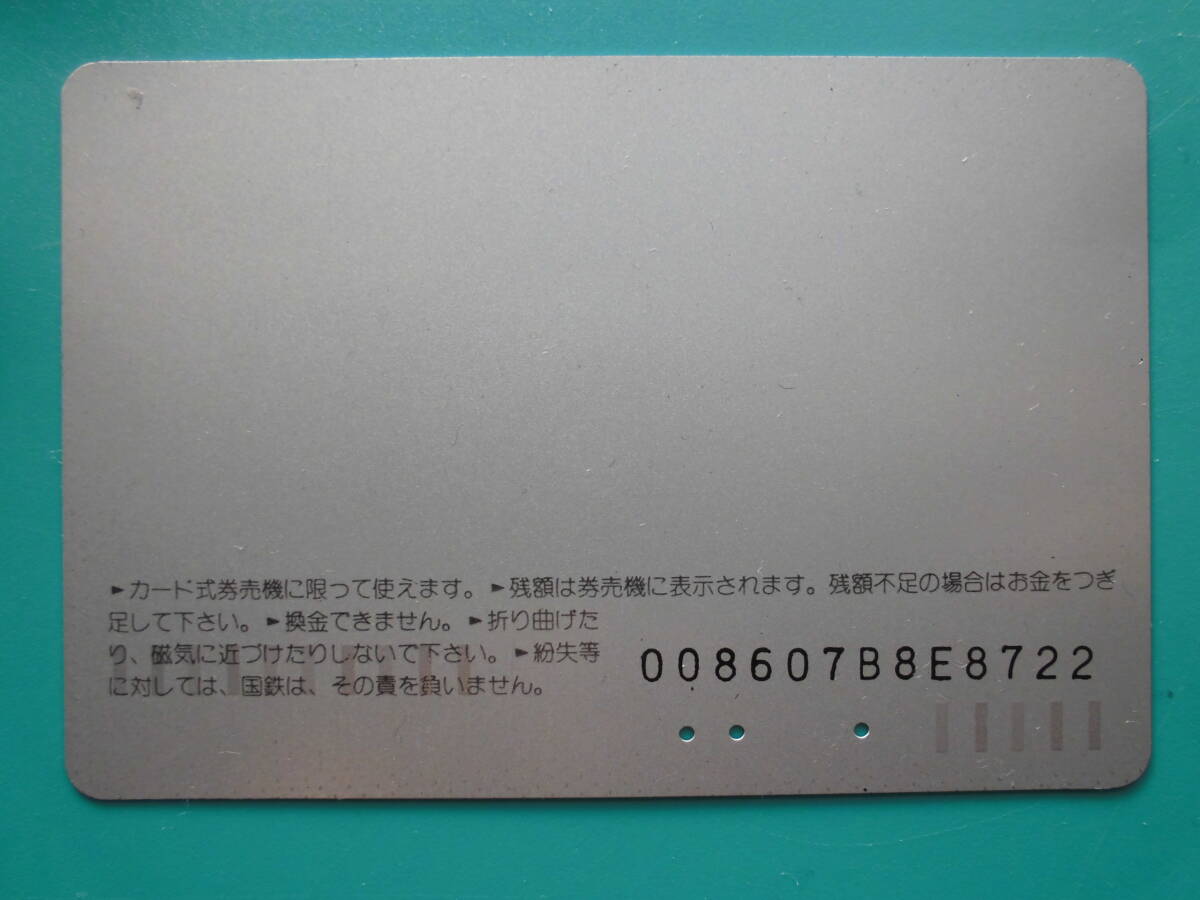 ►カード式券売機に限って使えます。►残額は券売機に表示されます。残額不足の場合はお金をつぎ
足して下さい。►換金できません。►折り曲げた
り、磁気に近づけたりしないで下さい。►紛失等
に対しては、国鉄は、その責を負いません。
008607B8E8722